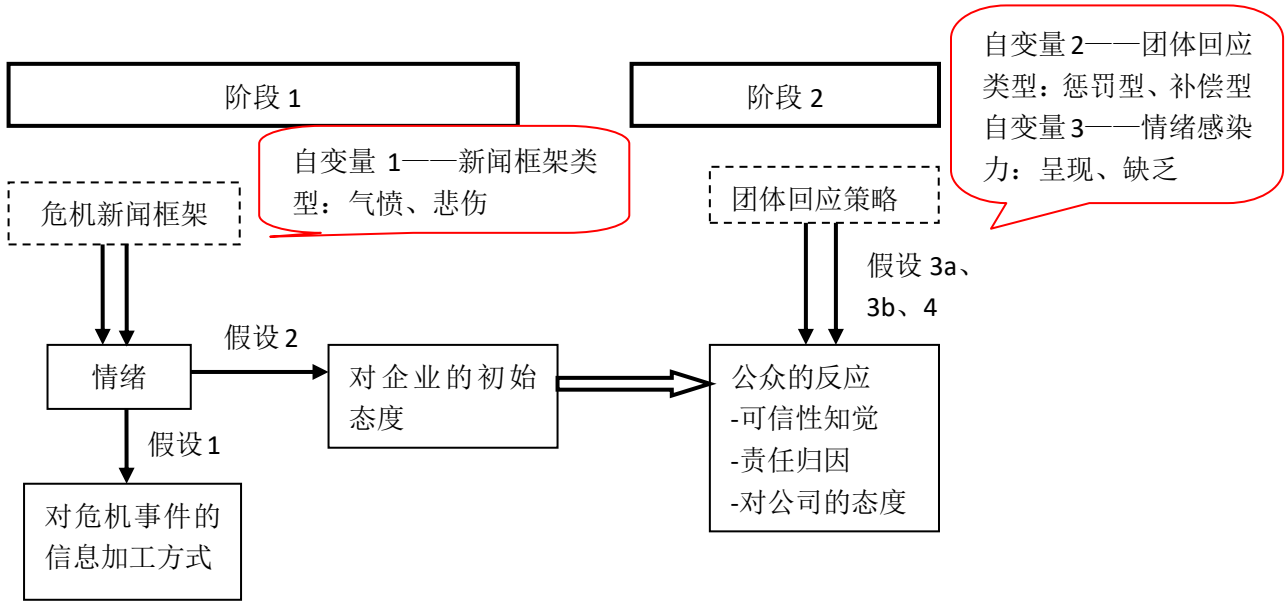 阶段 1
阶段 2
自变量 2——团体回应
类型：惩罚型、补偿型
自变量 3——情绪感染
力：呈现、缺乏
自变量 1——新闻框架类
型：气愤、悲伤
危机新闻框架
团体回应策略
假设 3a、
3b、4
假设 2
情绪
对企业的初始
态度
公众的反应
-可信性知觉
-责任归因
-对公司的态度
假设 1
对危机事件的
信息加工方式